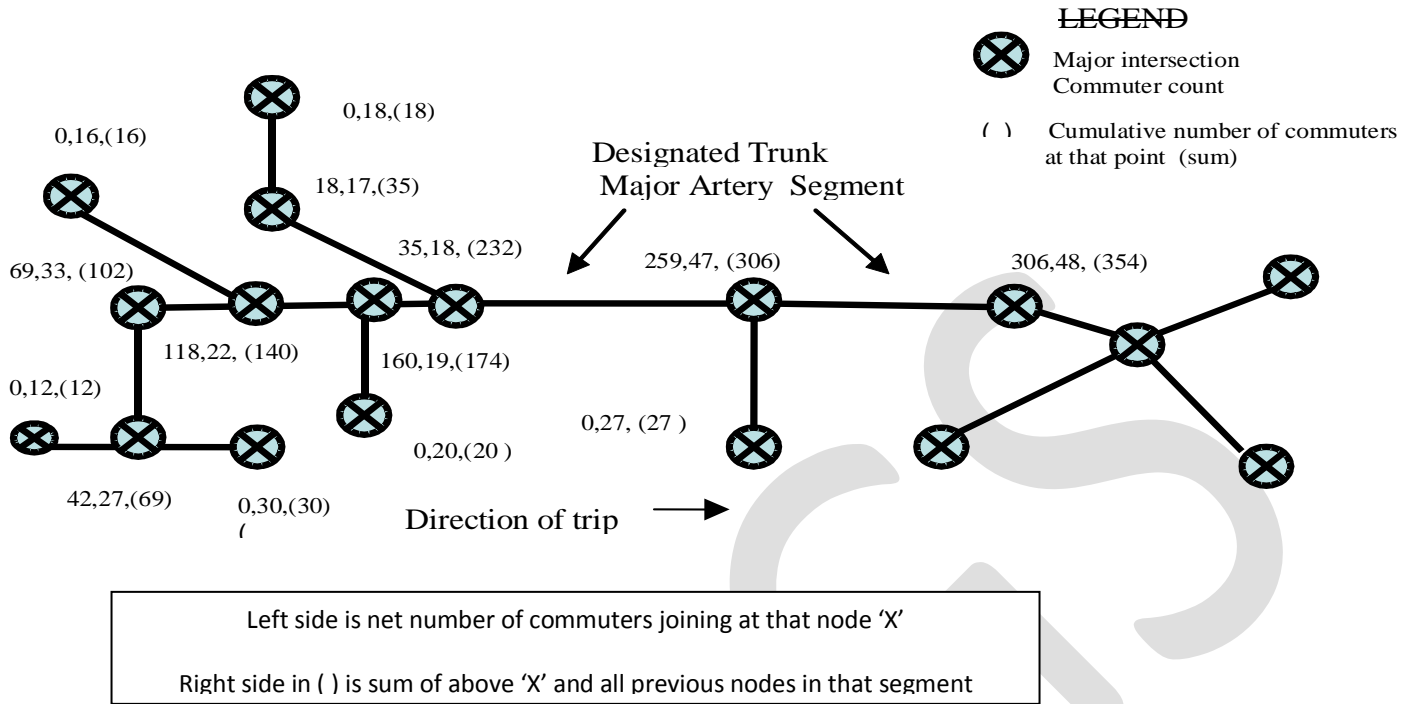 LEGEND
Major intersection
Commuter count
( ) Cumulative number of commuters
at that point (sum)
0,18,(18)
0,16,(16)
Designated Trunk
Major Artery Segment
18,17,(35)
35,18, (232)
259,47, (306)
306,48, (354)
69,33, (102)
118,22, (140)
160,19,(174)
0,12,(12)
0,20,(20 )
0,27, (27 )
42,27,(69)
0,30,(30)
(
Direction of trip
Left side is net number of commuters joining at that node ‘X’
Right side in ( ) is sum of above ‘X’ and all previous nodes in that segment